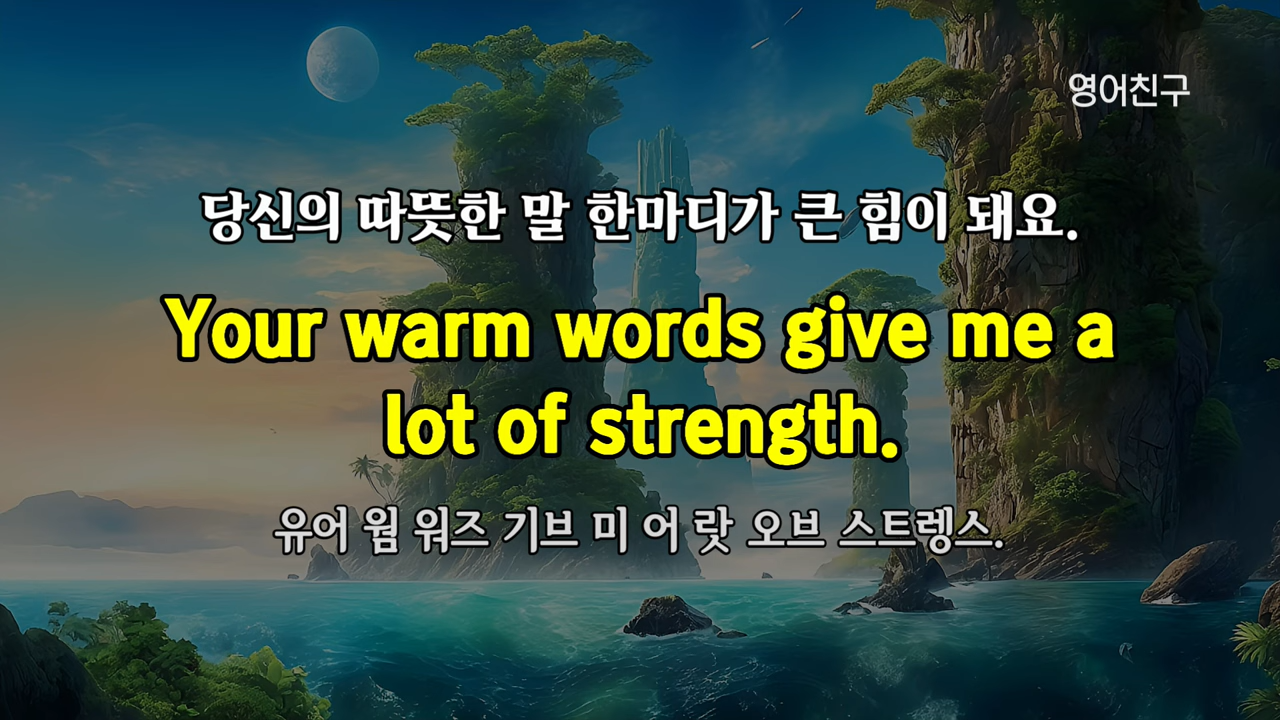 영어친구
당신의 따뜻한 말 한마디가 큰 힘이 돼요.
Your warm words give me a
lot of strength.
유어 웜 워즈 기브 미 어 랏 오브 스트렝스.